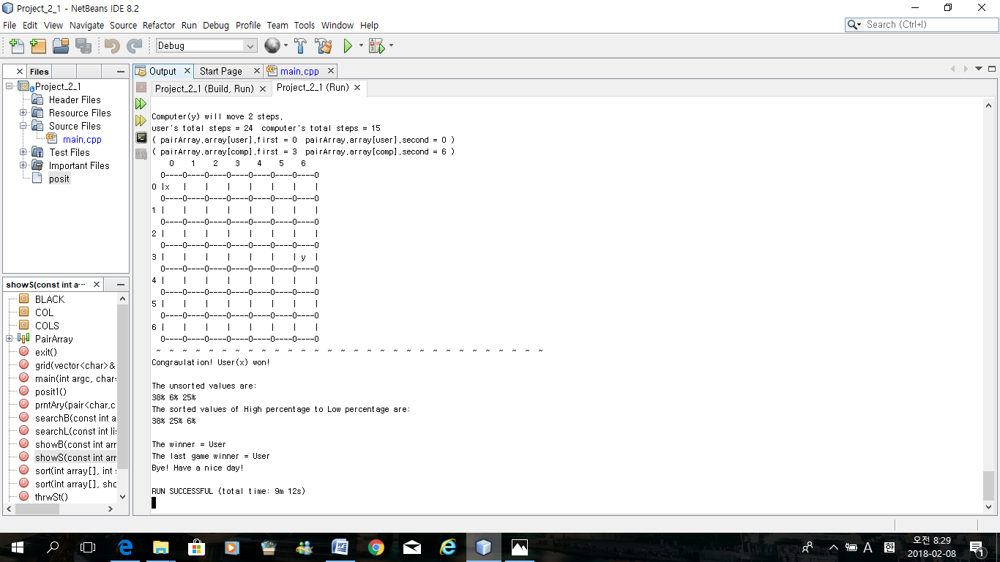 Project_2_1 - NetBeans IDE 8.2
File Edit View Navigate Source Refactor Run Debug Profile Team Tools Window Help
Search (Ctrl+I)
Debug
Files
Project_2_1
Header Files
Resource Files
Source Files
main.cpp
Test Files
Important Files
posit
showS(const int a···
BLACK
COL
COLS
PairArray
exit()
grid(vector<char>&
main(int argc, char
posit1()
prntAry(pair<char,c
searchB(const int a
searchL(const int li
showB(const int arr
showS(const int arr
sort(int array[], int s
sort(int array[], sho
thrwSt()
Output Start Page main.cpp
Project_2_1 (Build, Run) Project_2_1 (Run)
Computer(y) will move 2 steps.
user's total steps = 24  computer's total steps = 15
( pairArray.array[user].first = 0  pairArray.array[user].second = 0 )
( pairArray.array[comp].first = 3  pairArray.array[comp].second = 6 )
    0    1    2    3    4    5    6
  0----0----0----0----0----0----0----0
0 |x   |    |    |    |    |    |    |
  0----0----0----0----0----0----0----0
1 |    |    |    |    |    |    |    |
  0----0----0----0----0----0----0----0
2 |    |    |    |    |    |    |    |
  0----0----0----0----0----0----0----0
3 |    |    |    |    |    |    | y  |
  0----0----0----0----0----0----0----0
4 |    |    |    |    |    |    |    |
  0----0----0----0----0----0----0----0
5 |    |    |    |    |    |    |    |
  0----0----0----0----0----0----0----0
6 |    |    |    |    |    |    |    |
  0----0----0----0----0----0----0----0
~ ~ ~ ~ ~ ~ ~ ~ ~ ~ ~ ~ ~ ~ ~ ~ ~ ~ ~ ~ ~ ~ ~ ~ ~ ~ ~ ~ ~ ~
Congraulation! User(x) won!
The unsorted values are:
38% 6% 25%
The sorted values of High percentage to Low percentage are:
38% 25% 6%
The winner = User
The last game winner = User
Bye! Have a nice day!
RUN SUCCESSFUL (total time: 9m 12s)
A 한 오전 8:29
2018-02-08
1